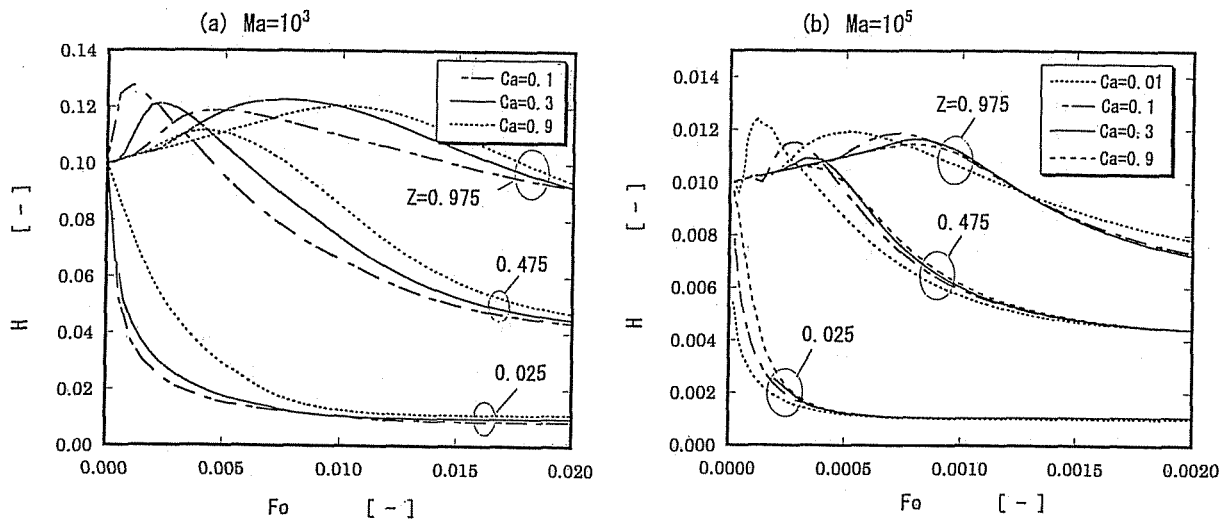 (a) Ma=10³
0.14
0.12
0.10
0.08
0.06
0.04
0.02
0.00
H [-]
Ca=0.1
Ca=0.3
Ca=0.9
Z=0.975
0.475
0.025
0.000
0.005
0.010
0.015
0.020
Fo [-]
(b) Ma=10⁵
0.014
0.012
0.010
0.008
0.006
0.004
0.002
0.000
H [-]
Ca=0.01
Ca=0.1
Ca=0.3
Ca=0.9
Z=0.975
0.475
0.025
0.0000
0.0005
0.0010
0.0015
0.0020
Fo [-]